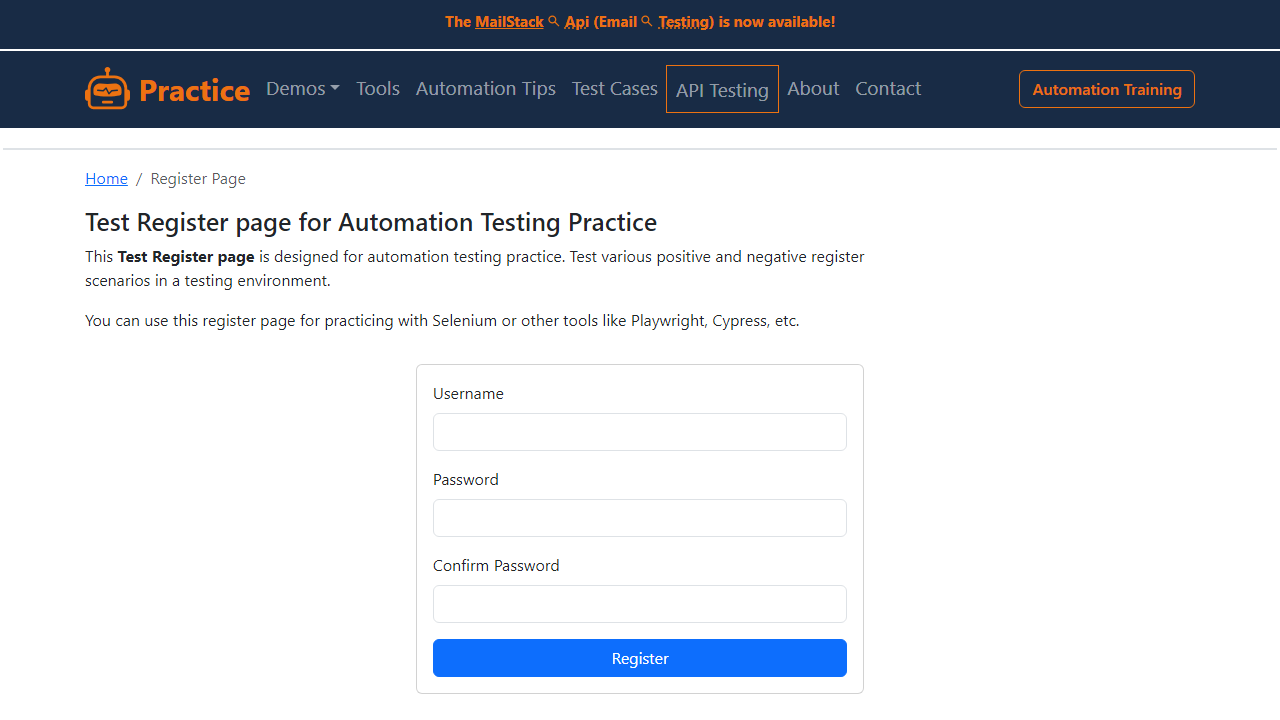 The MailStack Api (Email Testing) is now available!
Practice Demos Tools Automation Tips Test Cases API Testing About Contact Automation Training
Home / Register Page
Test Register page for Automation Testing Practice
This Test Register page is designed for automation testing practice. Test various positive and negative register
scenarios in a testing environment.
You can use this register page for practicing with Selenium or other tools like Playwright, Cypress, etc.
Username
Password
Confirm Password
Register